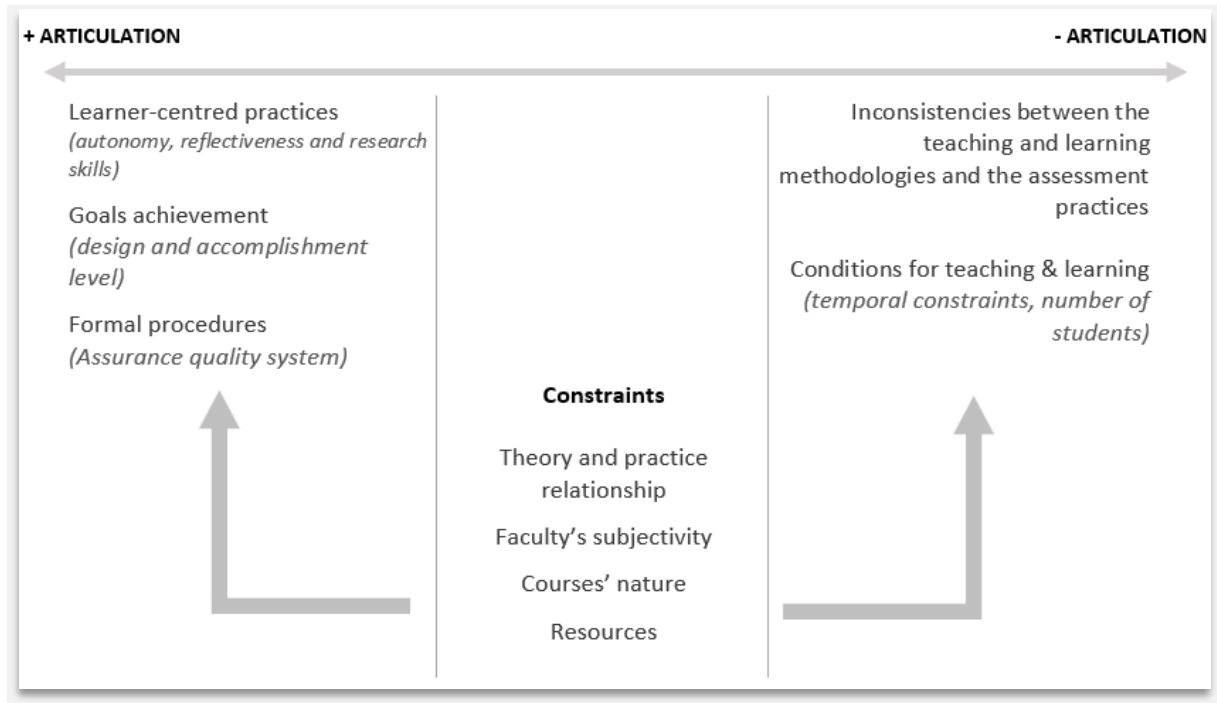 + ARTICULATION
- ARTICULATION
Learner-centred practices
(autonomy, reflectiveness and research
skills)
Goals achievement
(design and accomplishment
level)
Formal procedures
(Assurance quality system)
Constraints
Theory and practice
relationship
Faculty's subjectivity
Courses' nature
Resources
Inconsistencies between the
teaching and learning
methodologies and the assessment
practices
Conditions for teaching & learning
(temporal constraints, number of
students)